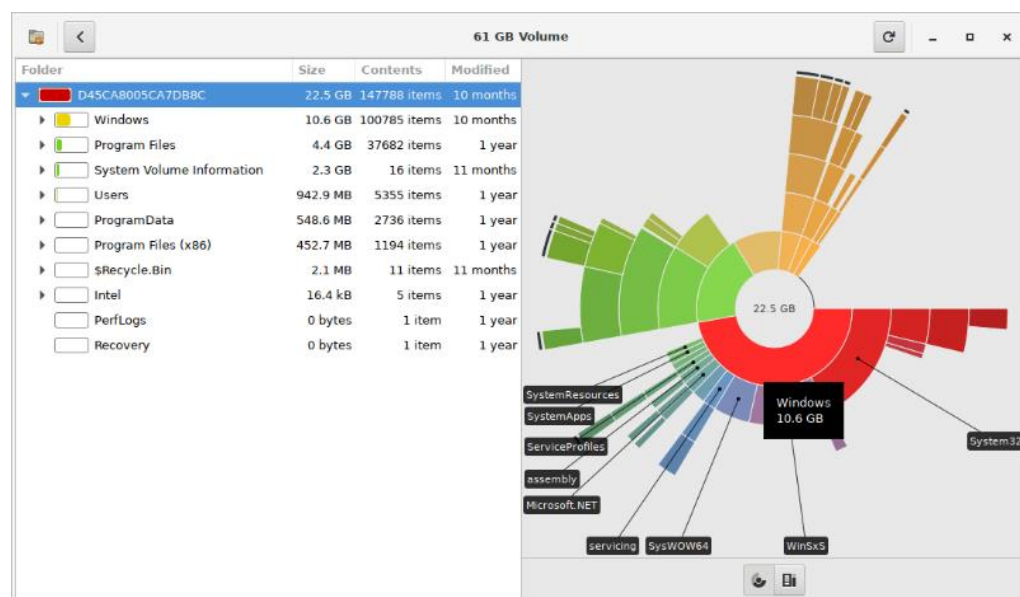 61 GB Volume
Folder Size Contents Modified
D45CA8005CA7DB8C 22.5 GB 147788 items 10 months
Windows 10.6 GB 100785 items 10 months
Program Files 4.4 GB 37682 items 1 year
System Volume Information 2.3 GB 16 items 11 months
Users 942.9 MB 5355 items 1 year
ProgramData 548.6 MB 2736 items 1 year
Program Files (x86) 452.7 MB 1194 items 1 year
$Recycle.Bin 2.1 MB 11 items 11 months
Intel 16.4 kB 5 items 1 year
PerfLogs 0 bytes 1 item 1 year
Recovery 0 bytes 1 item 1 year
22.5 GB
SystemResources
SystemApps
ServiceProfiles
assembly
Microsoft.NET
servicing
SysWOW64
WinSxS
System32
Windows
10.6 GB